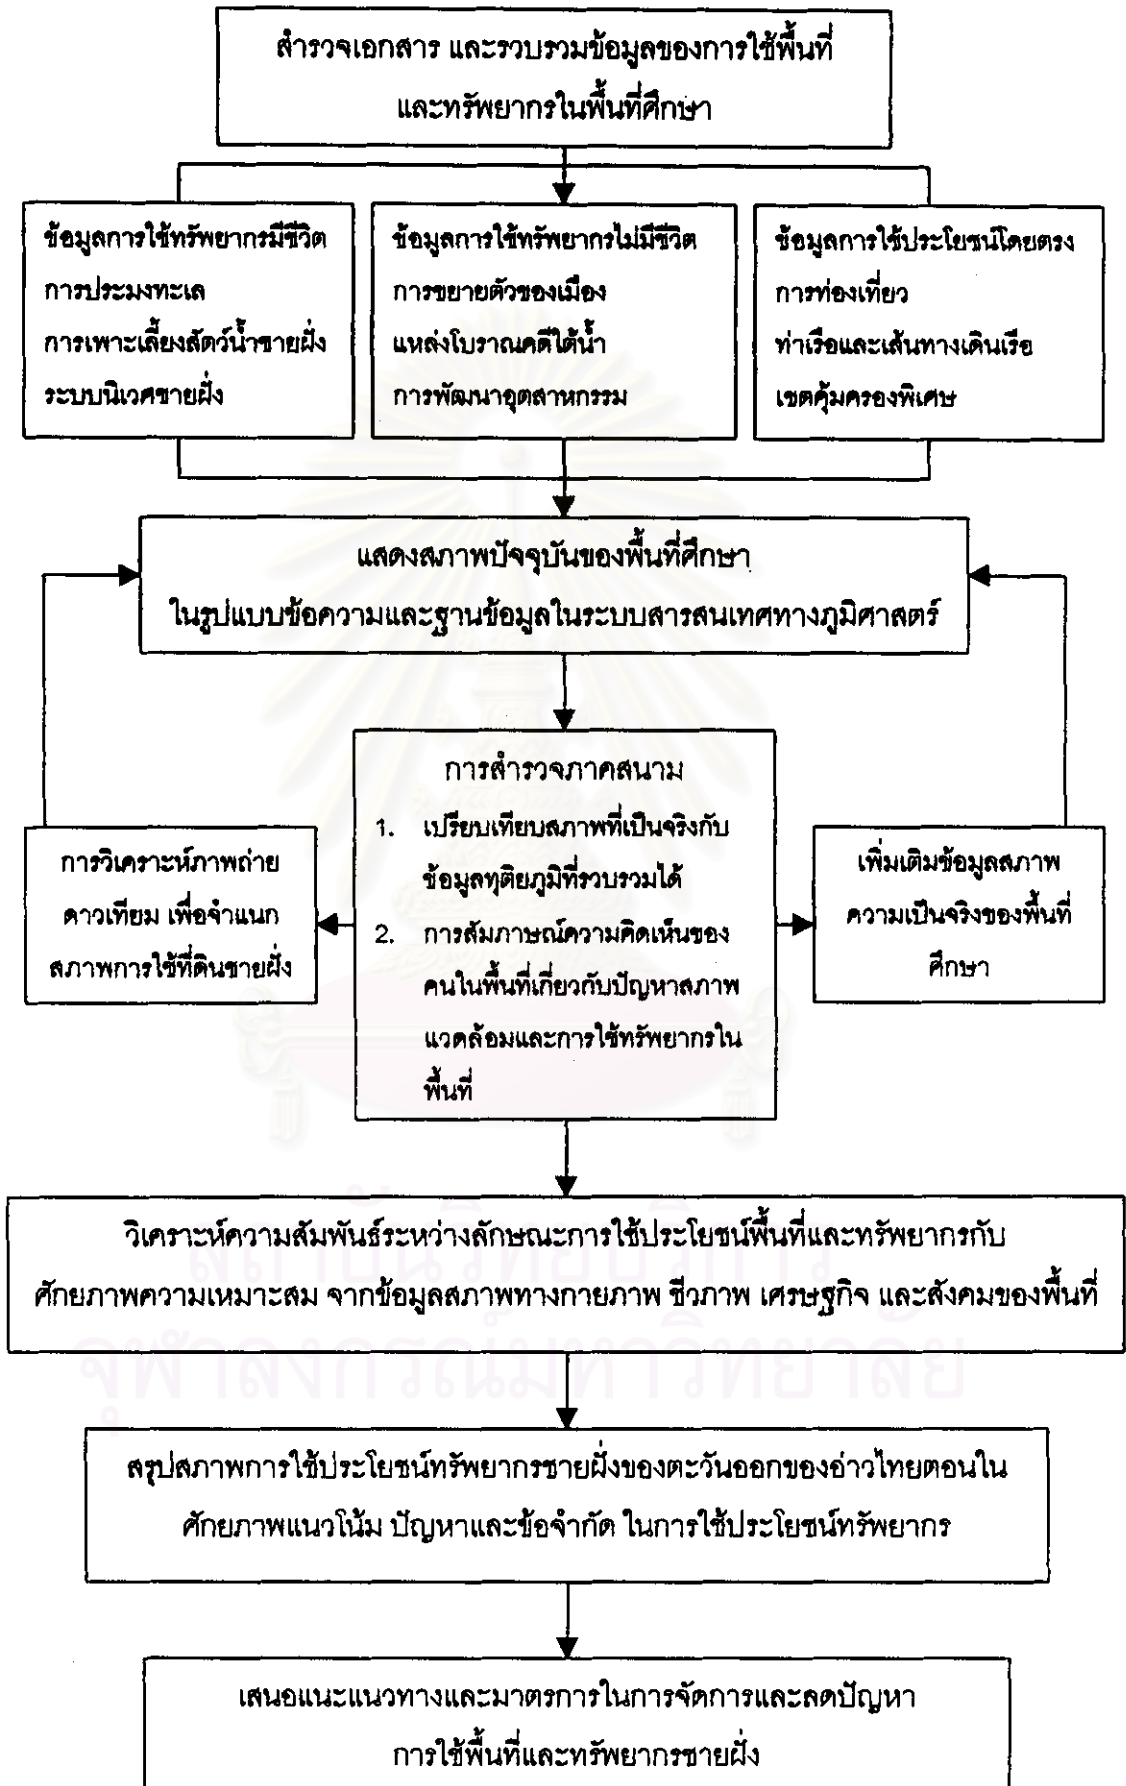 สำรวจเอกสาร และรวบรวมข้อมูลของการใช้พื้นที่
และทรัพยากรในพื้นที่ศึกษา
ข้อมูลการใช้ทรัพยากรมีชีวิต
การประมงทะเล
การเพาะเลี้ยงสัตว์น้ำชายฝั่ง
ระบบนิเวศชายฝั่ง
ข้อมูลการใช้ทรัพยากรไม่มีชีวิต
การขยายตัวของเมือง
แหล่งโบราณคดีใต้น้ำ
การพัฒนาอุตสาหกรรม
ข้อมูลการใช้ประโยชน์โดยตรง
การท่องเที่ยว
ท่าเรือและเส้นทางเดินเรือ
เขตคุ้มครองพิเศษ
แสดงสภาพปัจจุบันของพื้นที่ศึกษา
ในรูปแบบข้อความและฐานข้อมูลในระบบสารสนเทศทางภูมิศาสตร์
การสำรวจภาคสนาม
1. เปรียบเทียบสภาพที่เป็นจริงกับ
ข้อมูลทุติยภูมิที่รวบรวมได้
2. การสัมภาษณ์ความคิดเห็นของ
คนในพื้นที่เกี่ยวกับปัญหาสภาพ
แวดล้อมและการใช้ทรัพยากรใน
พื้นที่
การวิเคราะห์ภาพถ่าย
ดาวเทียม เพื่อจำแนก
สภาพการใช้ที่ดินชายฝั่ง
เพิ่มเติมข้อมูลสภาพ
ความเป็นจริงของพื้นที่
ศึกษา
วิเคราะห์ความสัมพันธ์ระหว่างลักษณะการใช้ประโยชน์พื้นที่และทรัพยากรกับ
ศักยภาพความเหมาะสม จากข้อมูลสภาพทางกายภาพ ชีวภาพ เศรษฐกิจ และสังคมของพื้นที่
สถาบันวิทยบริการ
จุฬาลงกรณ์มหาวิทยาลัย
สรุปสภาพการใช้ประโยชน์ทรัพยากรชายฝั่งของตะวันออกของอ่าวไทยตอนใน
ศักยภาพแนวโน้ม ปัญหาและข้อจำกัด ในการใช้ประโยชน์ทรัพยากร
เสนอแนะแนวทางและมาตรการในการจัดการและลดปัญหา
การใช้พื้นที่และทรัพยากรชายฝั่ง